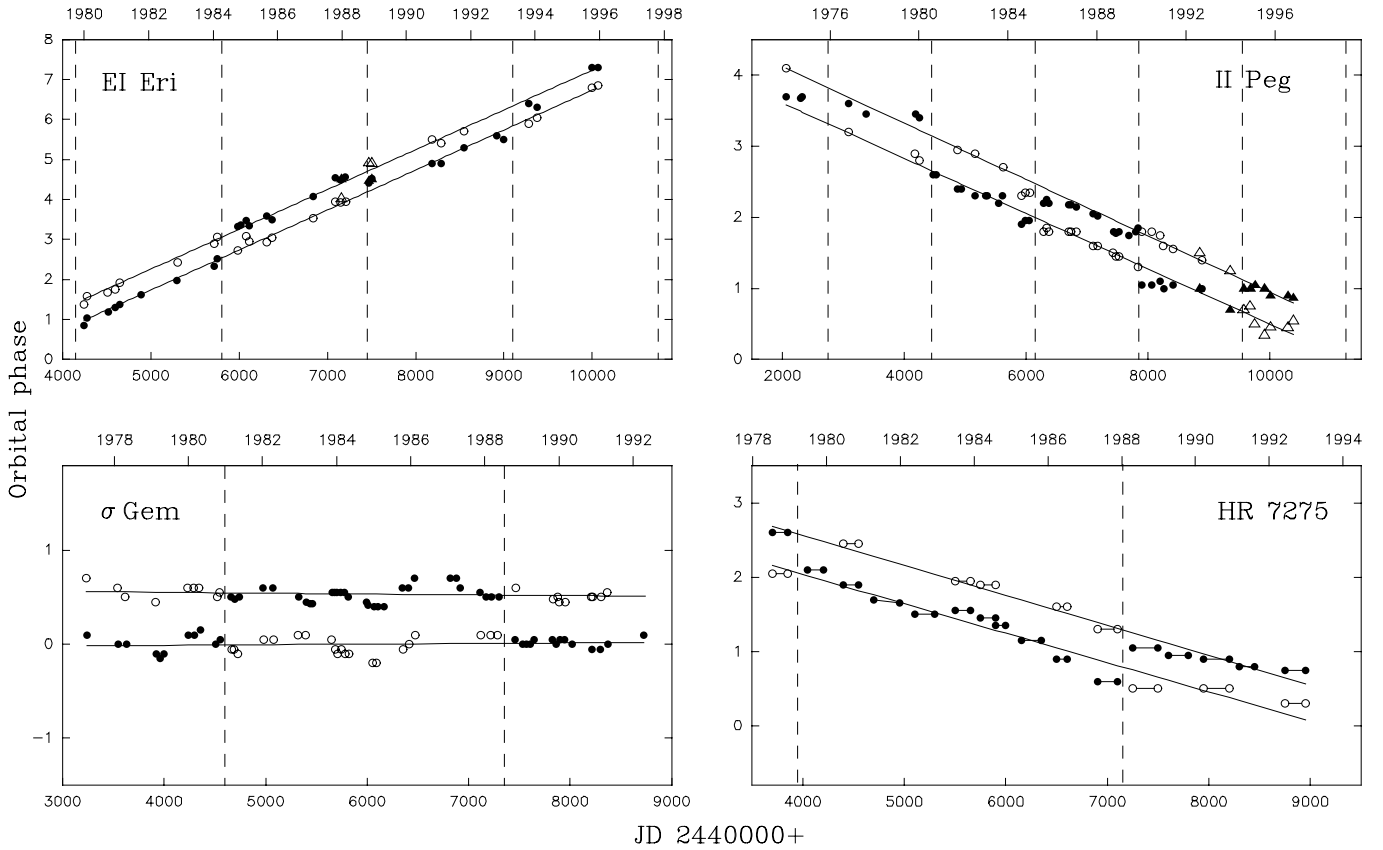 1980 1982 1984 1986 1988 1990 1992 1994 1996 1998
1976 1980 1984 1988 1992 1996
8
7
6
5
4
3
2
1
0
EI Eri
4000 5000 6000 7000 8000 9000 10000
4
3
2
1
0
II Peg
2000 4000 6000 8000 10000
Orbital phase
1978 1980 1982 1984 1986 1988 1990 1992
1978 1980 1982 1984 1986 1988 1990 1992 1994
σ Gem
1
0
−1
3000 4000 5000 6000 7000 8000 9000
HR 7275
3
2
1
0
4000 5000 6000 7000 8000 9000
JD 2440000+